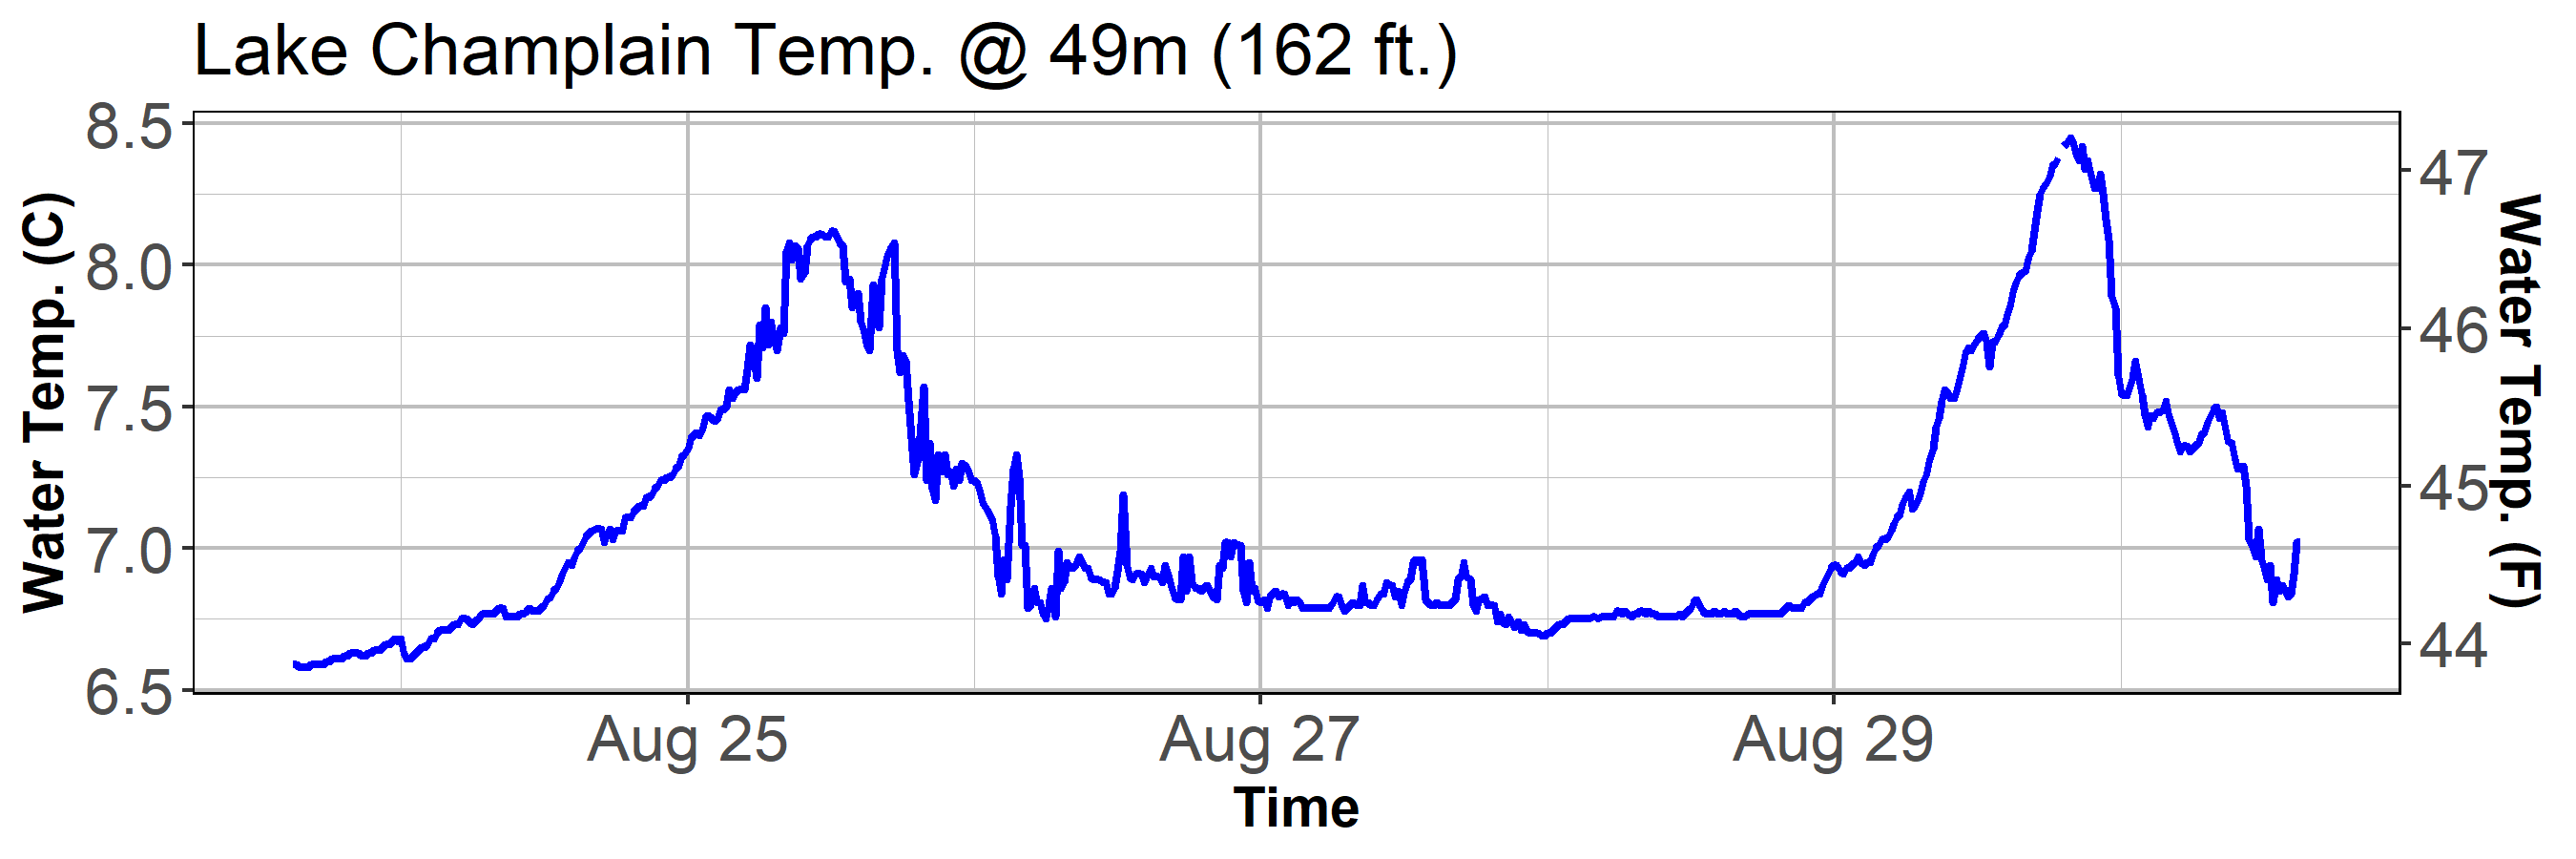 Lake Champlain Temp. @ 49m (162 ft.)
Water Temp. (C)
8.5
8.0
7.5
7.0
6.5
47
46
45
44
Water Temp. (F)
Aug 25 Aug 27 Aug 29
Time